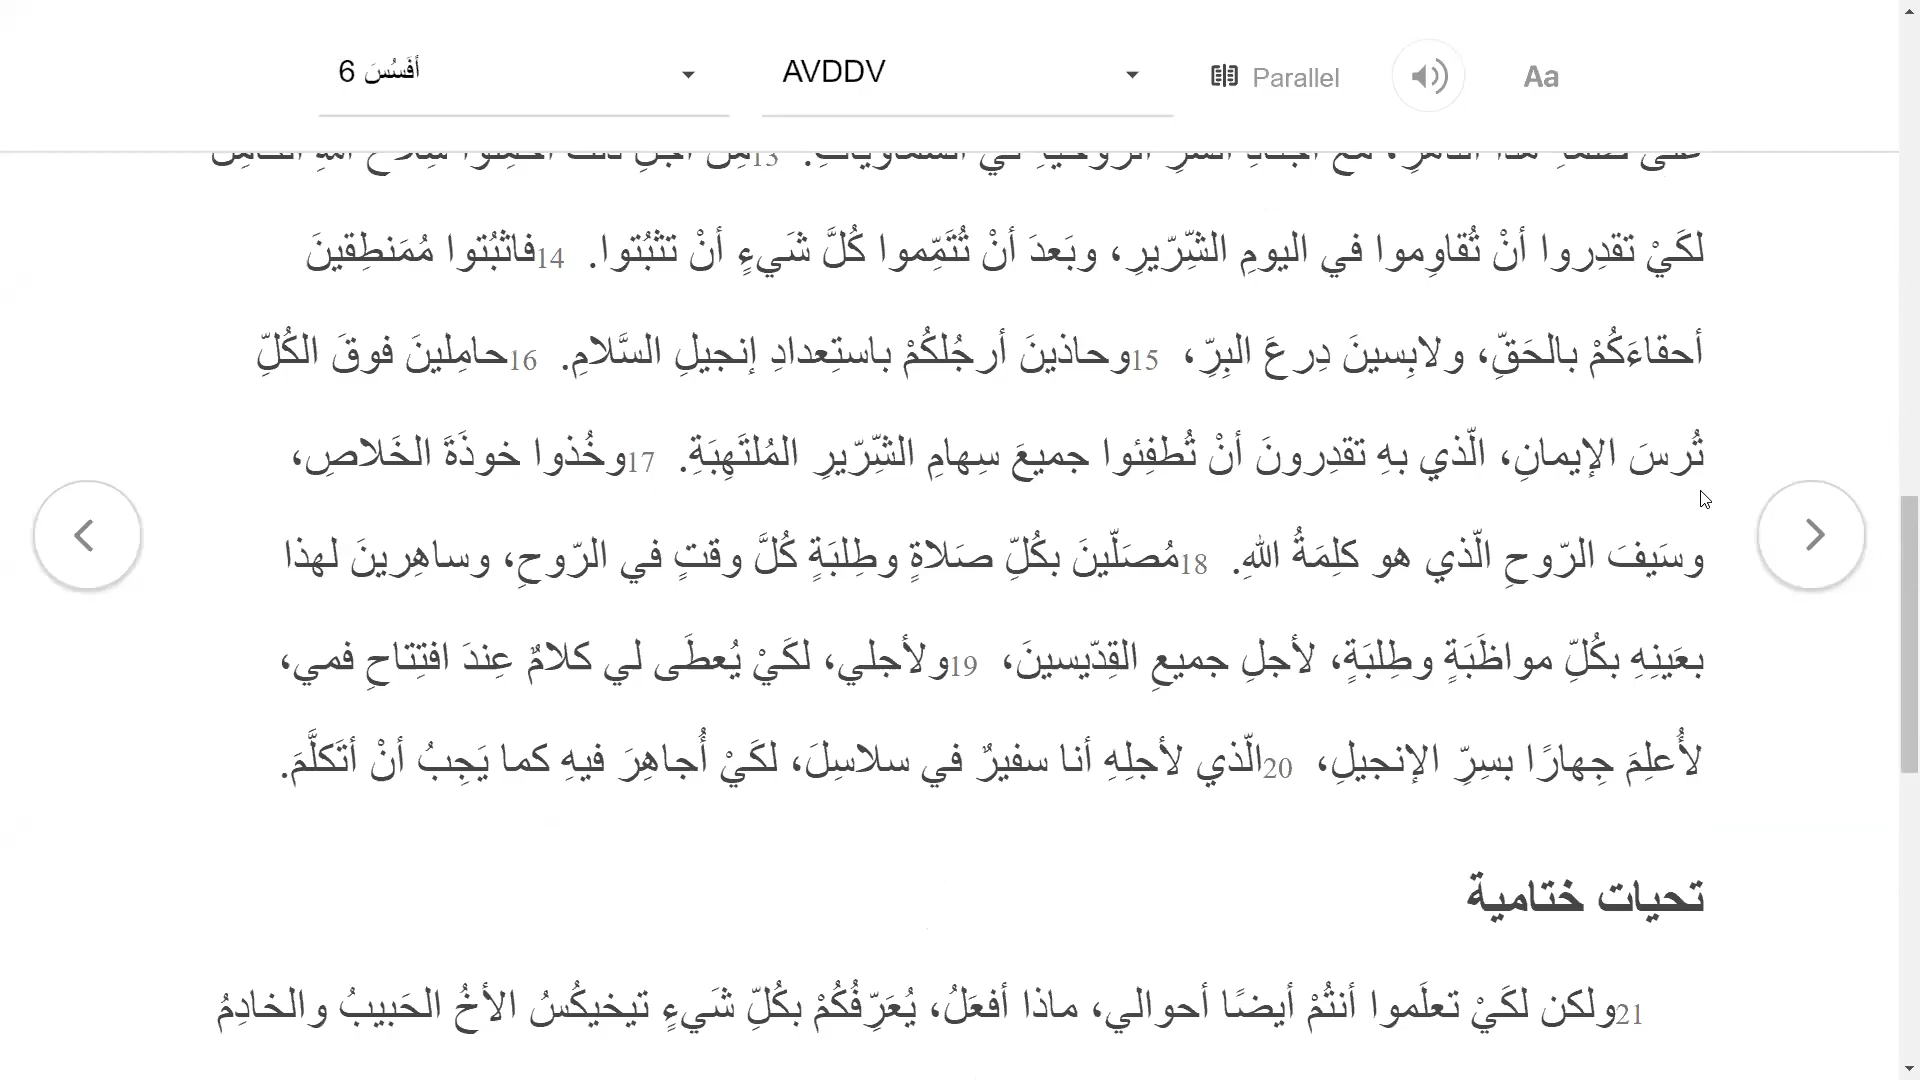 أَفَسُسَ 6
AVDDV
Parallel
Aa
لكَيْ تقدِروا أنْ تُقاوِموا في اليومِ الشِّرّيرِ، وبَعدَ أنْ تُتَمِّموا كُلَّ شَيءٍ أنْ تثبُتوا. 14فاثبُتوا مُمَنطِقينَ
أحقاءَكُمْ بالحَقِّ، ولابِسينَ دِرعَ البِرِّ، 15وحاذينَ أرجُلكُمْ باستِعدادِ إنجيلِ السَّلامِ. 16حامِلينَ فوقَ الكُلِّ
تُرسَ الإيمانِ، الّذي بهِ تقدِرونَ أنْ تُطفِئوا جميعَ سِهامِ الشِّرّيرِ المُلتَهِبَةِ. 17وخُذوا خوذَةَ الخَلاصِ،
وسَيفَ الرّوحِ الّذي هو كلِمَةُ اللهِ. 18مُصَلّينَ بكُلِّ صَلاةٍ وطِلبَةٍ كُلَّ وقتٍ في الرّوحِ، وساهِرينَ لهذا
بعَينِهِ بكُلِّ مواظَبَةٍ وطِلبَةٍ، لأجلِ جميعِ القِدّيسينَ، 19ولأجلي، لكَيْ يُعطَى لي كلامٌ عِندَ افتِتاحِ فمي،
لأُعلِمَ جِهارًا بسِرِّ الإنجيلِ، 20الّذي لأجلِهِ أنا سفيرٌ في سلاسِلَ، لكَيْ أُجاهِرَ فيهِ كما يَجِبُ أنْ أتَكلَّمَ.
تحيات ختامية
21ولكن لكَيْ تعلَموا أنتُمْ أيضًا أحوالي، ماذا أفعَلُ، يُعَرِّفُكُمْ بكُلِّ شَيءٍ تيخيكُسُ الأخُ الحَبيبُ والخادِمُ